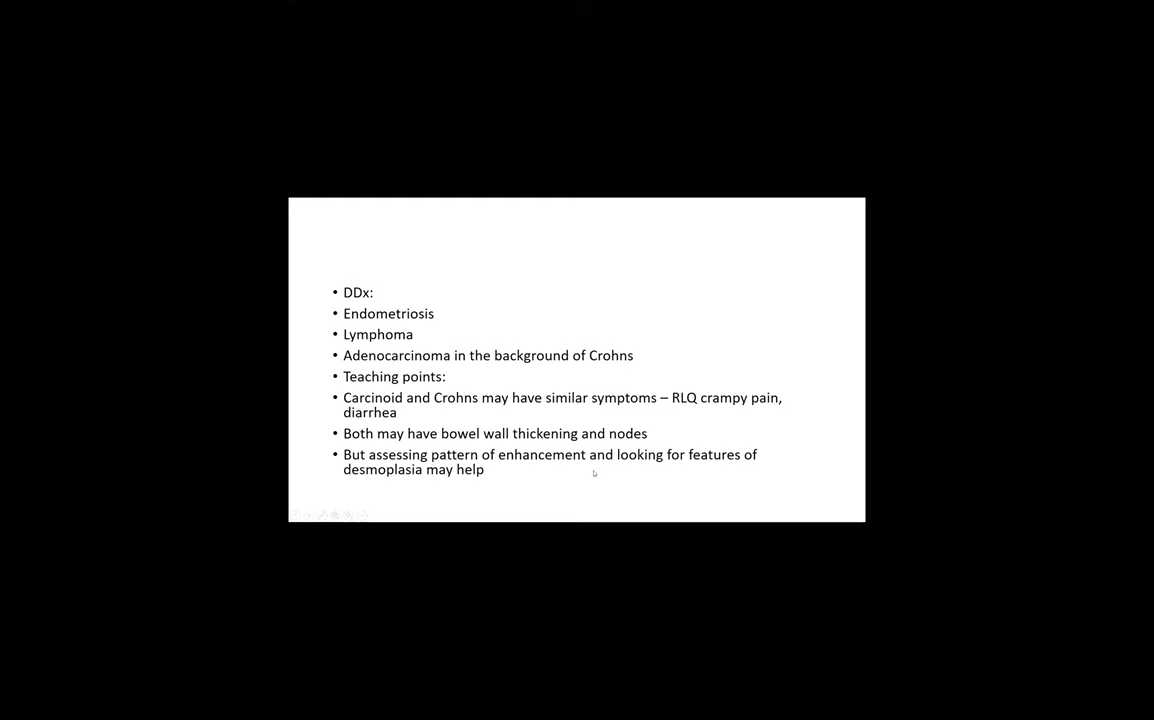 • DDx:
• Endometriosis
• Lymphoma
• Adenocarcinoma in the background of Crohns
• Teaching points:
• Carcinoid and Crohns may have similar symptoms – RLQ crampy pain,
diarrhea
• Both may have bowel wall thickening and nodes
• But assessing pattern of enhancement and looking for features of
desmoplasia may help